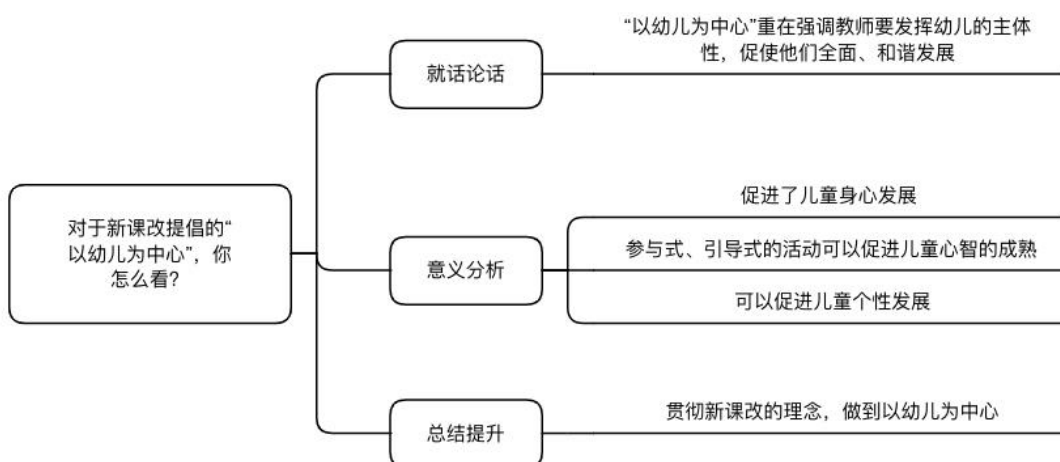 对于新课改提倡的“
以幼儿为中心”，你
怎么看？
就话论话
“以幼儿为中心”重在强调教师要发挥幼儿的主体
性，促使他们全面、和谐发展
意义分析
促进了儿童身心发展
参与式、引导式的活动可以促进儿童心智的成熟
可以促进儿童个性发展
总结提升
贯彻新课改的理念，做到以幼儿为中心